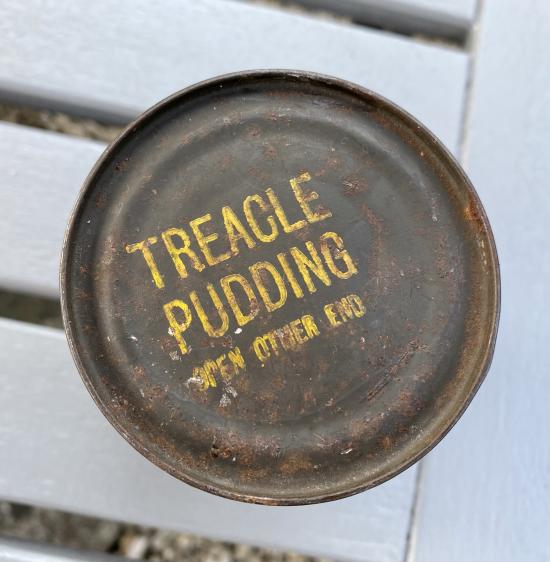 TREACLE
PUDDING
OPEN OTHER END